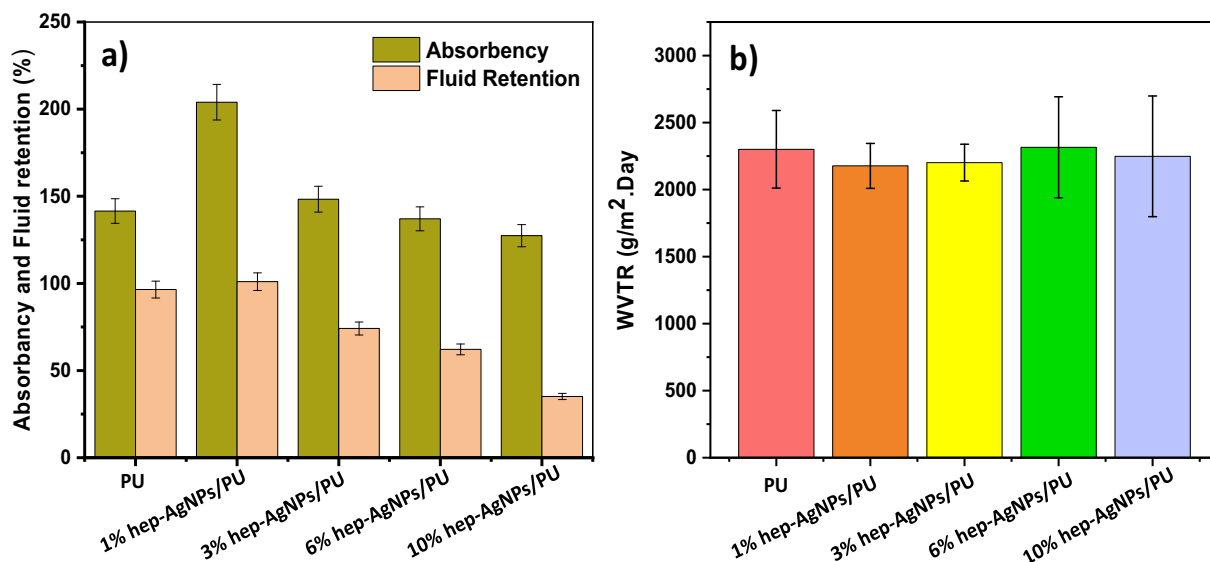 a)
Absorbency
Fluid Retention
Absorbancy and Fluid retention (%)
250
200
150
100
50
0
PU
1% hep-AgNPs/PU
3% hep-AgNPs/PU
6% hep-AgNPs/PU
10% hep-AgNPs/PU
b)
WVTR (g/m².Day)
3000
2500
2000
1500
1000
500
0
PU
1% hep-AgNPs/PU
3% hep-AgNPs/PU
6% hep-AgNPs/PU
10% hep-AgNPs/PU